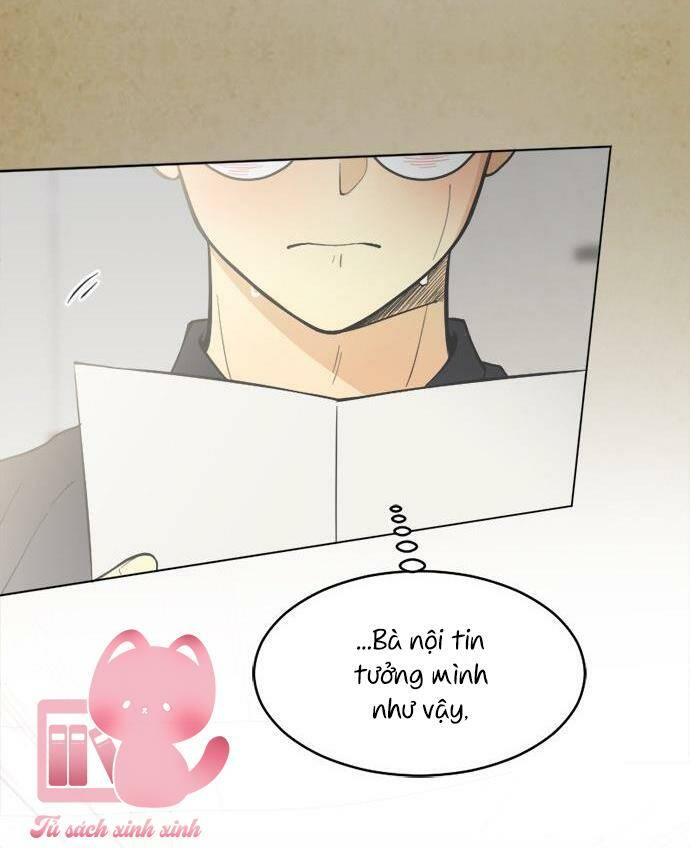 ...Bà nội tin
tưởng mình
như vậy,
Tủ sách xinh xinh